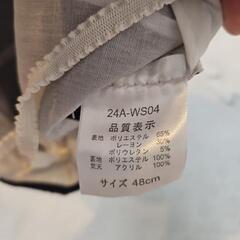 24A-WS04
品質表示
表地 ポリエステル 65%
レーヨン 30%
ポリウレタン 5%
裏地 ポリエステル 100%
天竺 アクリル 100%
サイズ 48cm